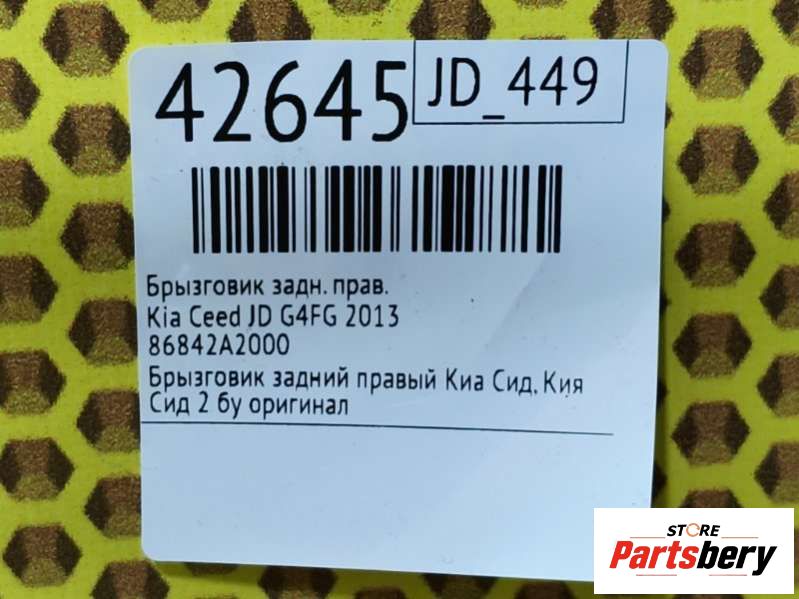 42645
JD_449
Брызговик задн. прав.
Kia Ceed JD G4FG 2013
86842A2000
Брызговик задний правый Киа Сид, Кия
Сид 2 бу оригинал
STORE
Partsbery